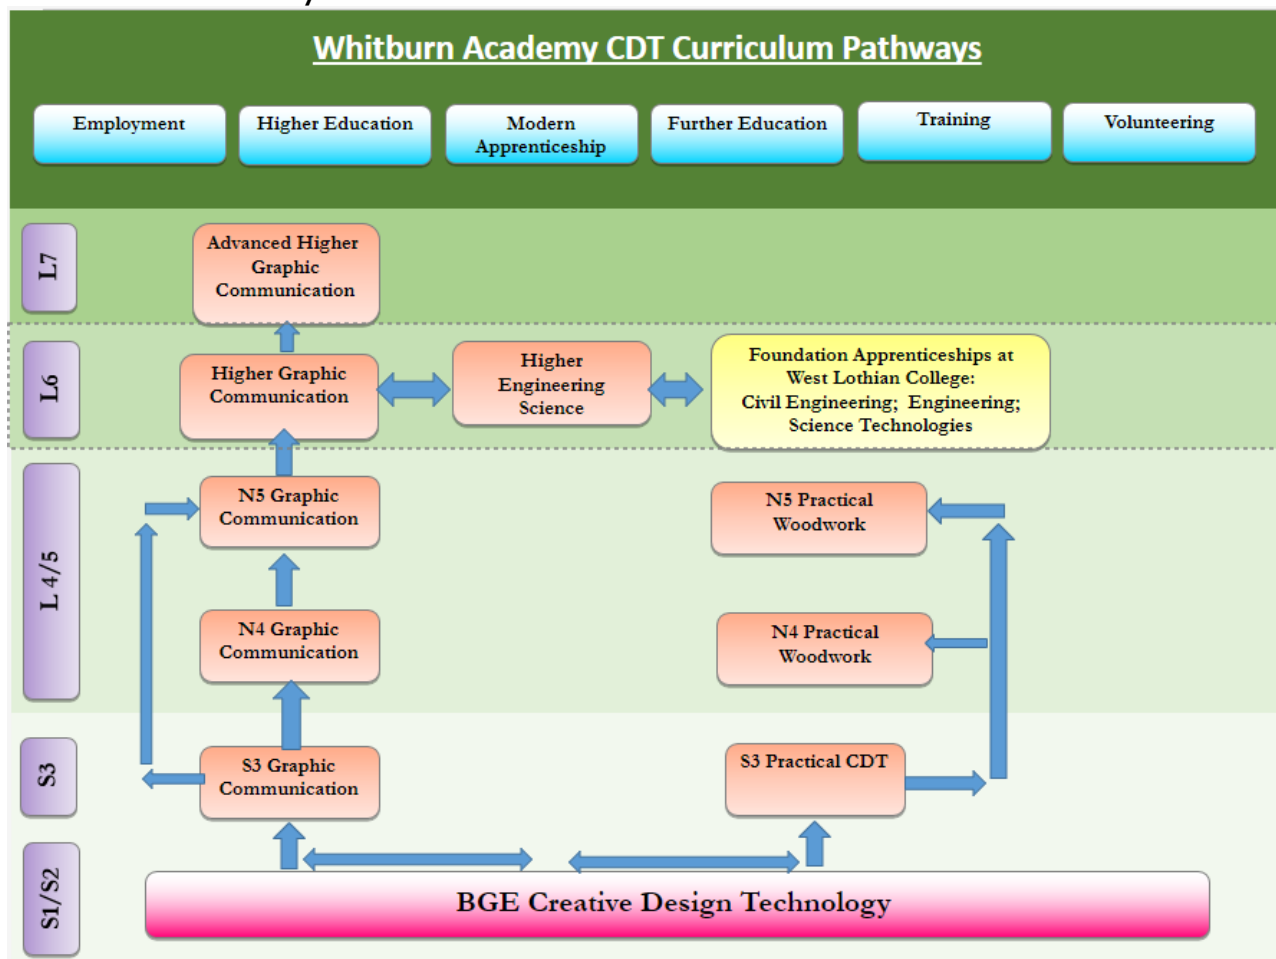 Whitburn Academy CDT Curriculum Pathways
Employment
Higher Education
Modern
Apprenticeship
Further Education
Training
Volunteering
L7
Advanced Higher
Graphic
Communication
L6
Higher Graphic
Communication
Higher
Engineering
Science
Foundation Apprenticeships at
West Lothian College:
Civil Engineering; Engineering;
Science Technologies
L 4/5
N5 Graphic
Communication
N5 Practical
Woodwork
N4 Graphic
Communication
N4 Practical
Woodwork
S3
S3 Graphic
Communication
S3 Practical CDT
S1/S2
BGE Creative Design Technology